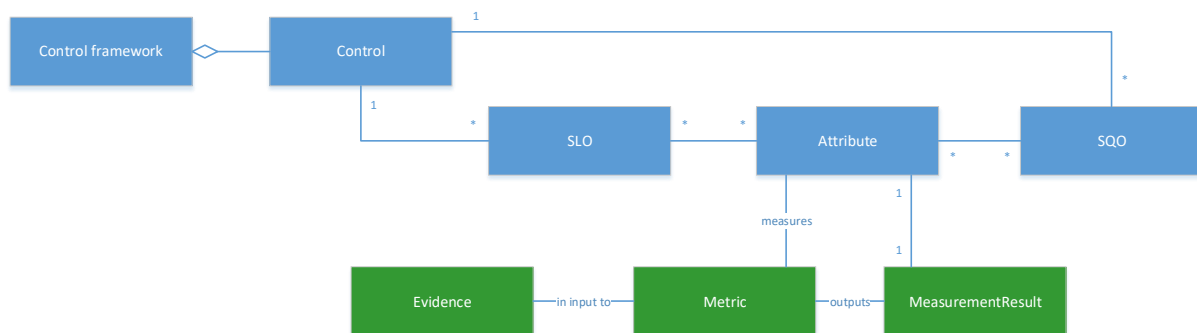 1
Control framework
Control
1
*
*
*
*
SLO
Attribute
SQO
*
*
1
measures
1
Evidence
in input to
Metric
outputs
MeasurementResult